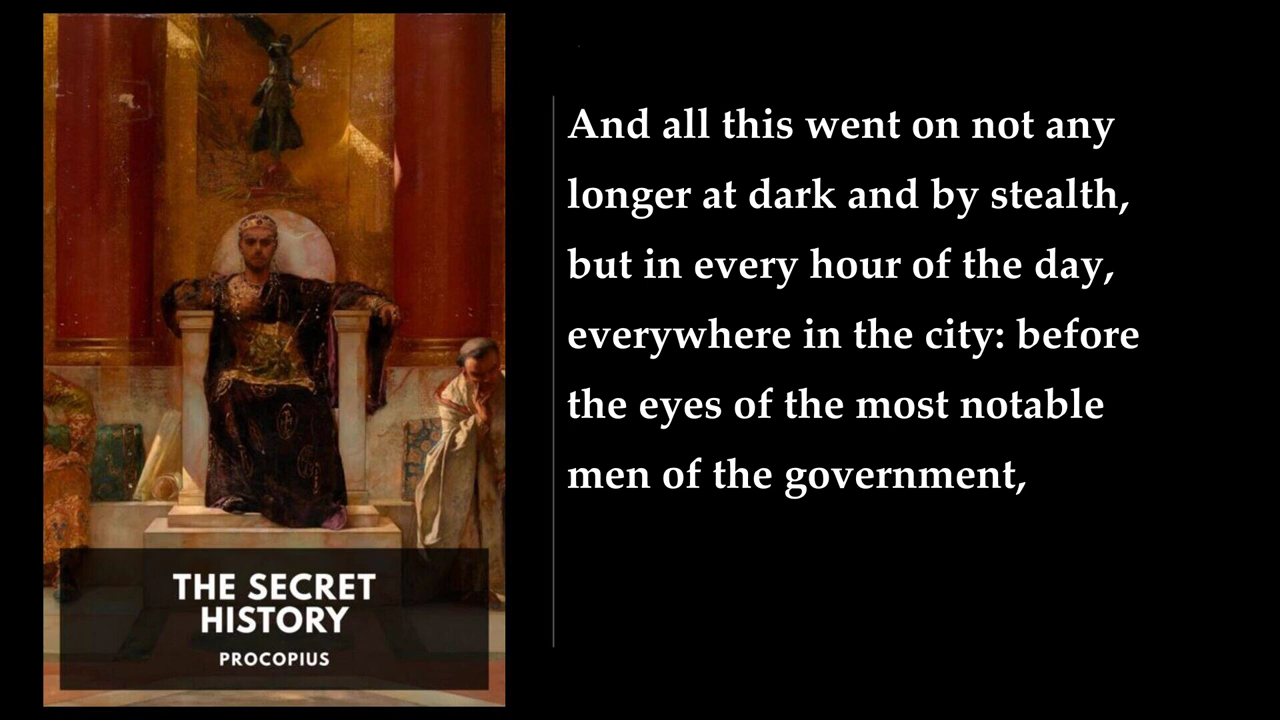 THE SECRET
HISTORY
PROCOPIUS
And all this went on not any
longer at dark and by stealth,
but in every hour of the day,
everywhere in the city: before
the eyes of the most notable
men of the government,